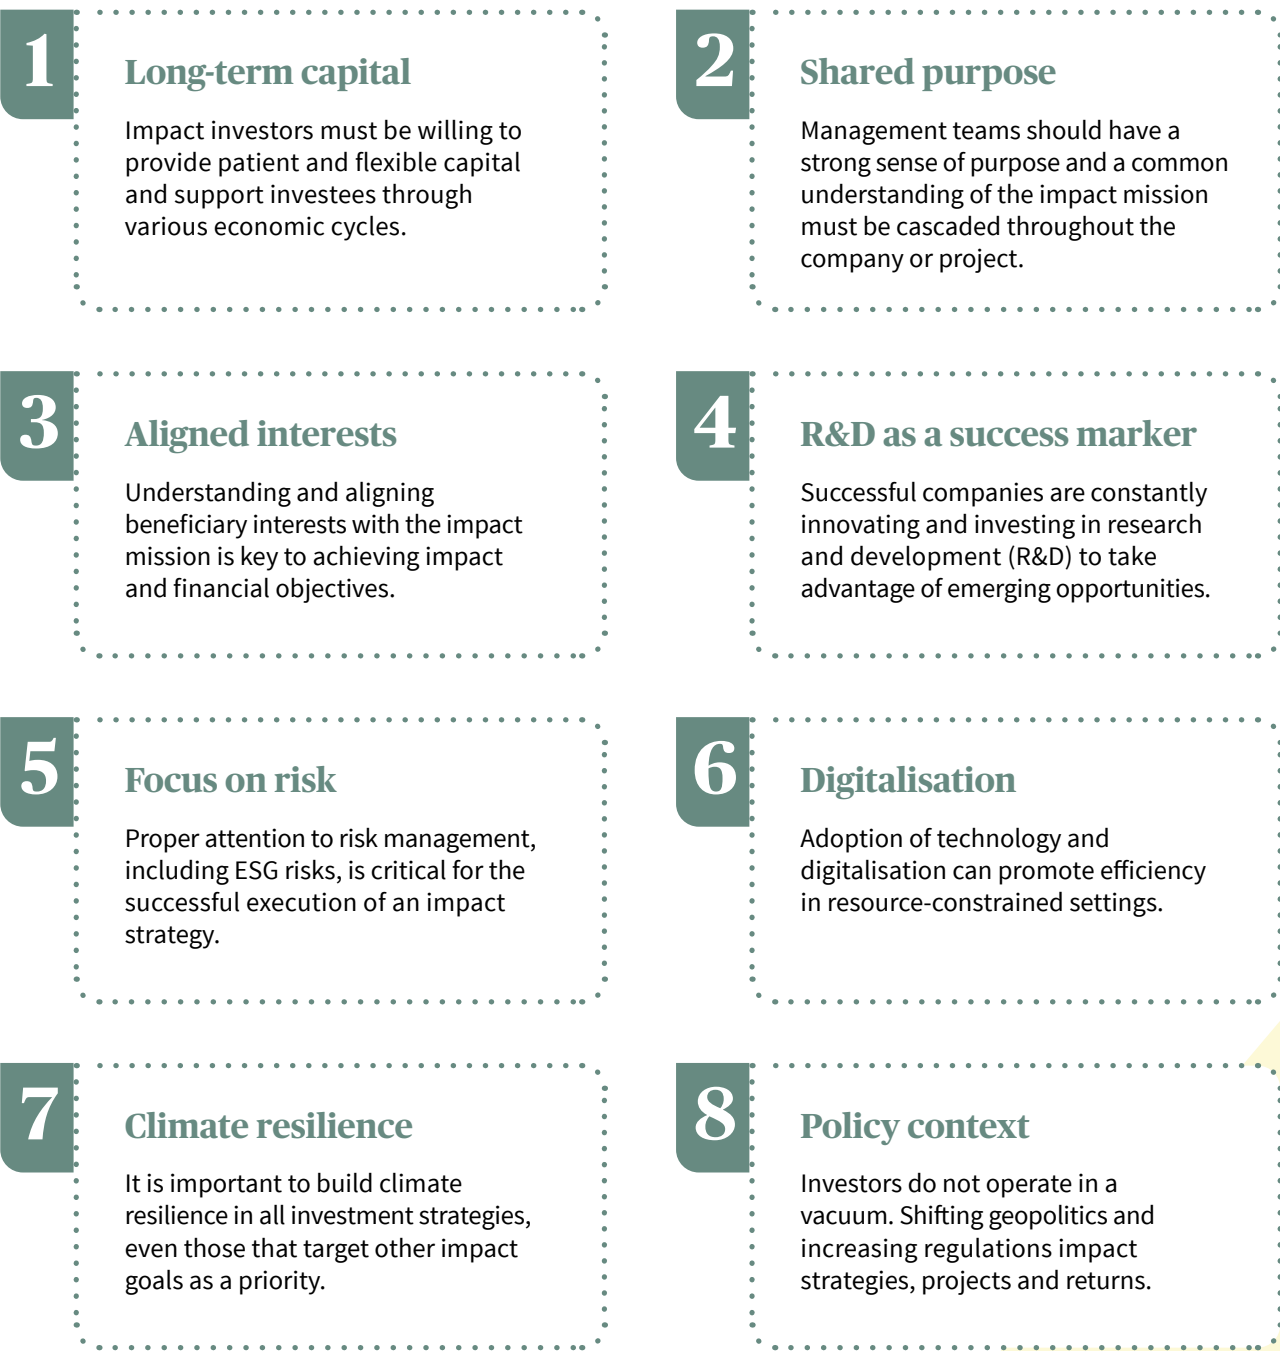 1
Long-term capital
Impact investors must be willing to
provide patient and flexible capital
and support investees through
various economic cycles.
2
Shared purpose
Management teams should have a
strong sense of purpose and a common
understanding of the impact mission
must be cascaded throughout the
company or project.
3
Aligned interests
Understanding and aligning
beneficiary interests with the impact
mission is key to achieving impact
and financial objectives.
4
R&D as a success marker
Successful companies are constantly
innovating and investing in research
and development (R&D) to take
advantage of emerging opportunities.
5
Focus on risk
Proper attention to risk management,
including ESG risks, is critical for the
successful execution of an impact
strategy.
6
Digitalisation
Adoption of technology and
digitalisation can promote efficiency
in resource-constrained settings.
7
Climate resilience
It is important to build climate
resilience in all investment strategies,
even those that target other impact
goals as a priority.
8
Policy context
Investors do not operate in a
vacuum. Shifting geopolitics and
increasing regulations impact
strategies, projects and returns.